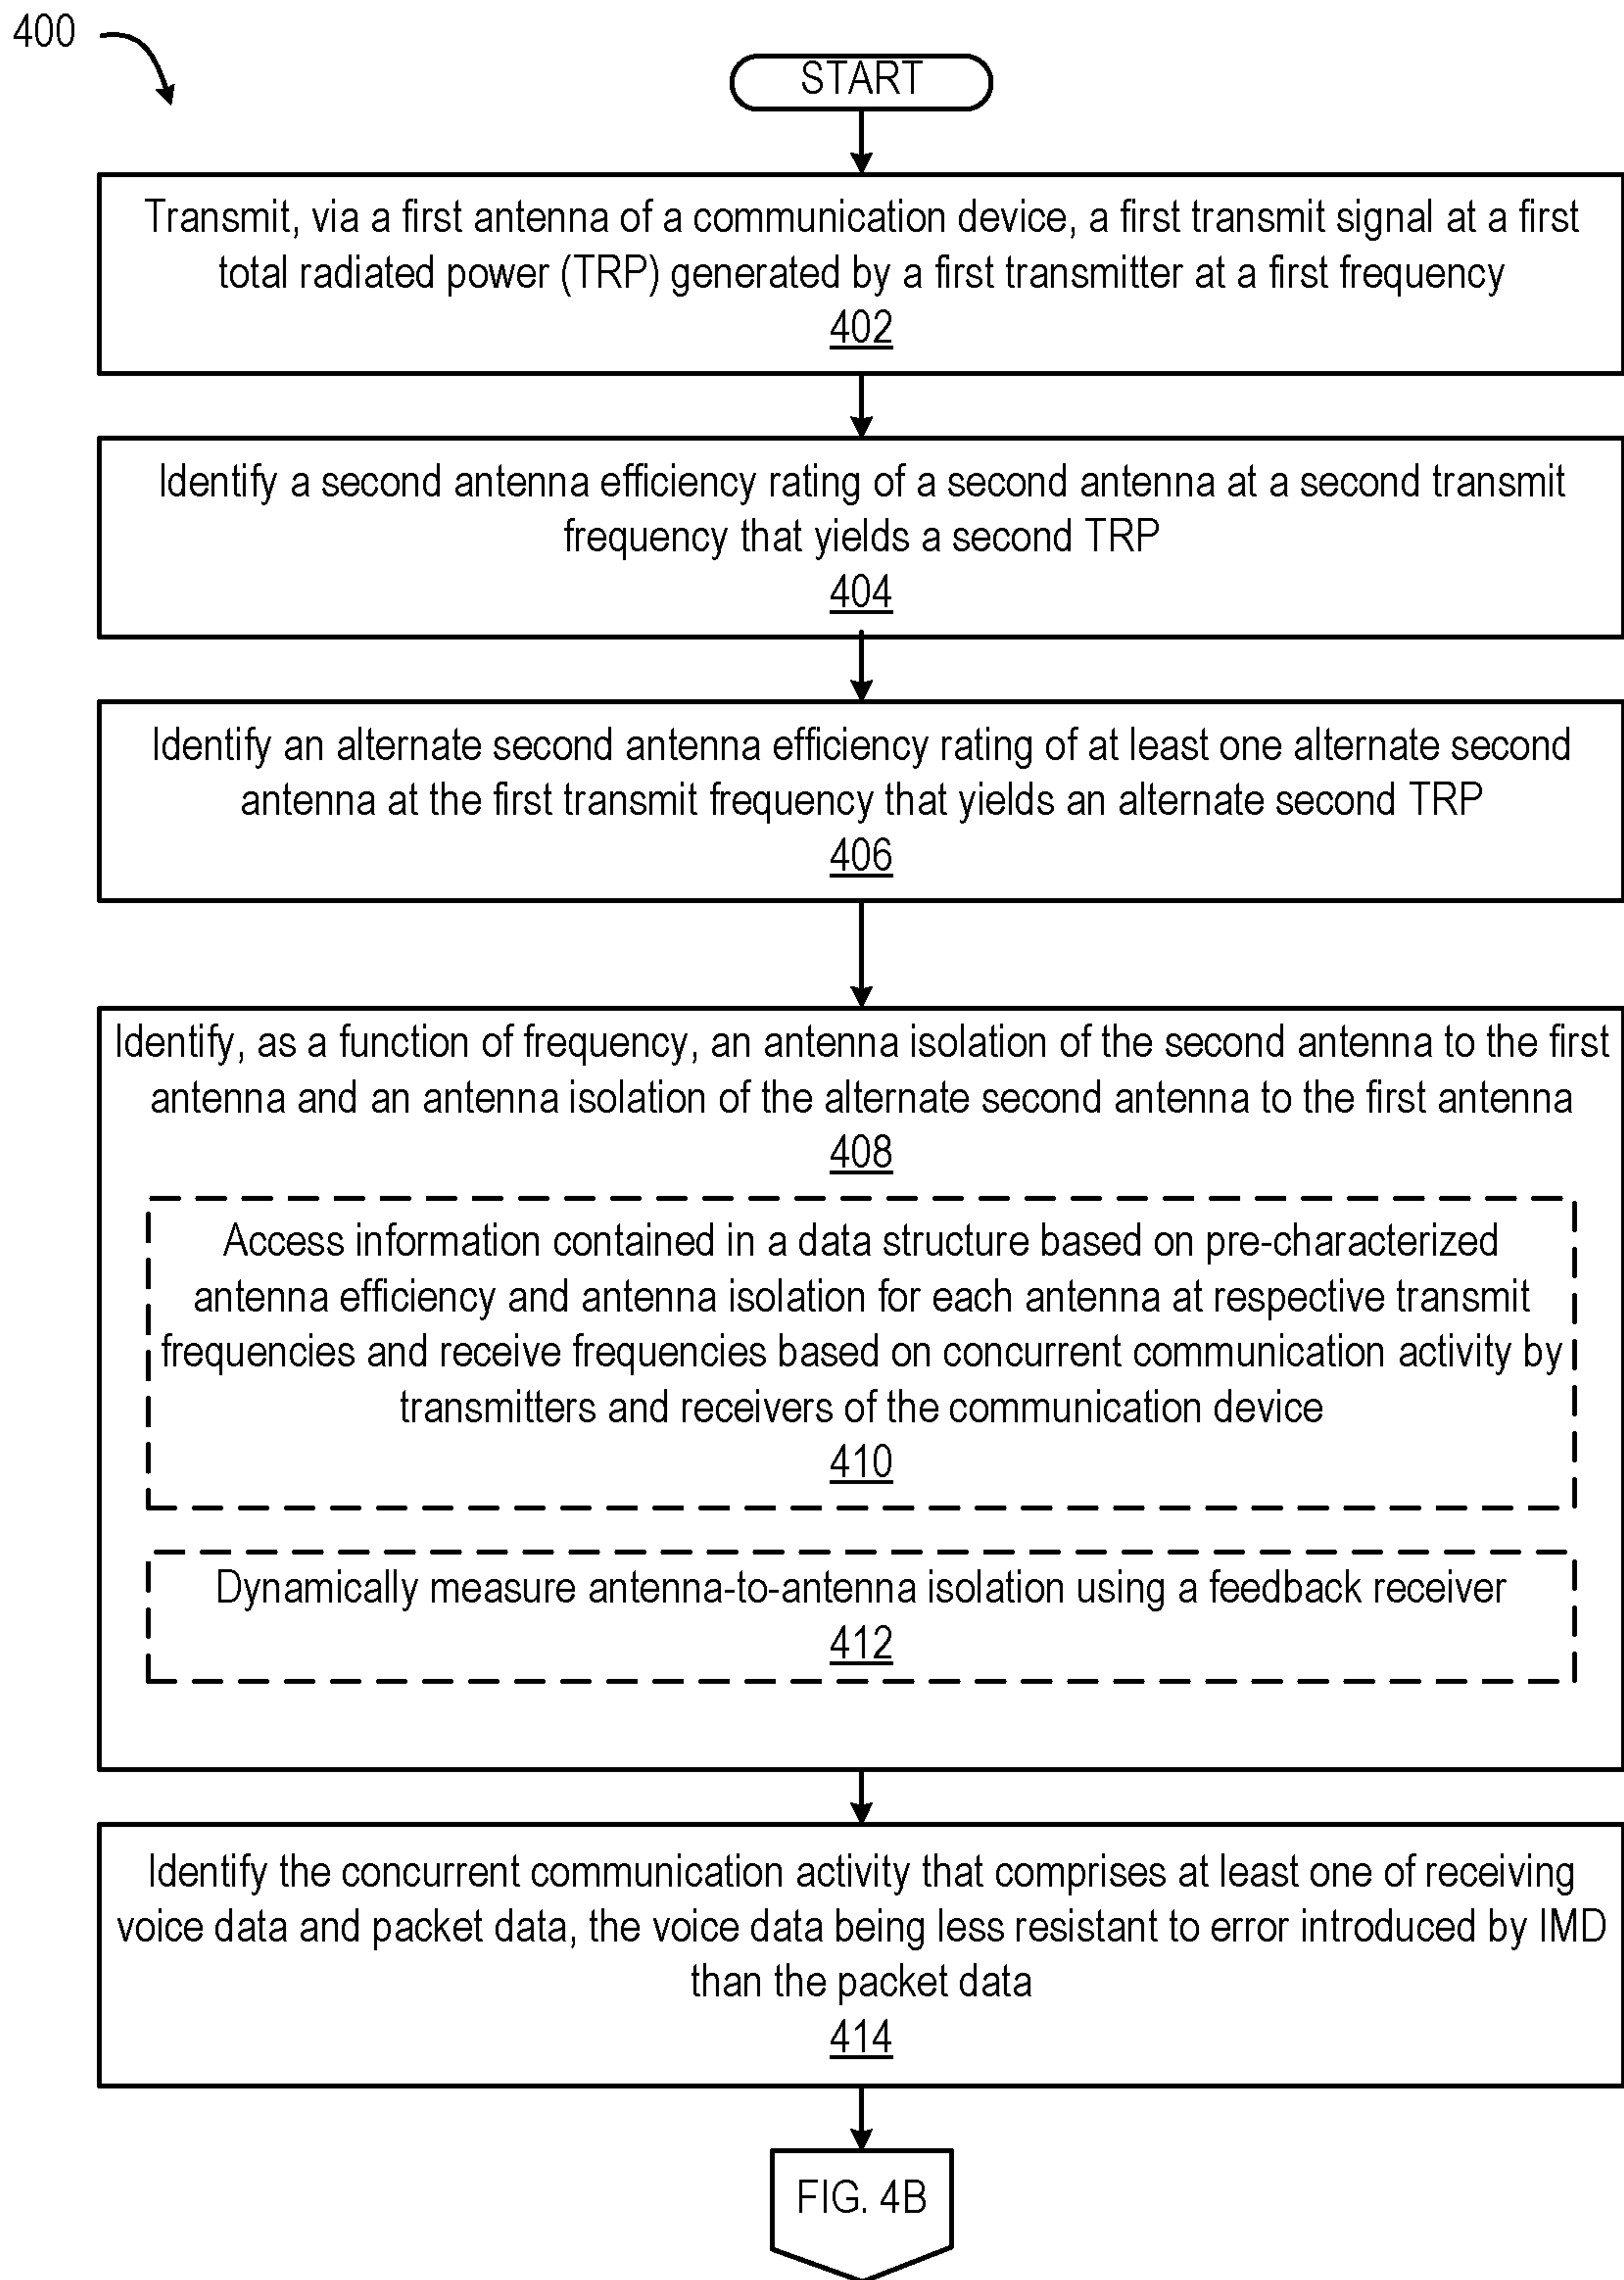 400
START
Transmit, via a first antenna of a communication device, a first transmit signal at a first
total radiated power (TRP) generated by a first transmitter at a first frequency
402
Identify a second antenna efficiency rating of a second antenna at a second transmit
frequency that yields a second TRP
404
Identify an alternate second antenna efficiency rating of at least one alternate second
antenna at the first transmit frequency that yields an alternate second TRP
406
Identify, as a function of frequency, an antenna isolation of the second antenna to the first
antenna and an antenna isolation of the alternate second antenna to the first antenna
408
Access information contained in a data structure based on pre-characterized
antenna efficiency and antenna isolation for each antenna at respective transmit
frequencies and receive frequencies based on concurrent communication activity by
transmitters and receivers of the communication device
410
Dynamically measure antenna-to-antenna isolation using a feedback receiver
412
Identify the concurrent communication activity that comprises at least one of receiving
voice data and packet data, the voice data being less resistant to error introduced by IMD
than the packet data
414
FIG. 4B